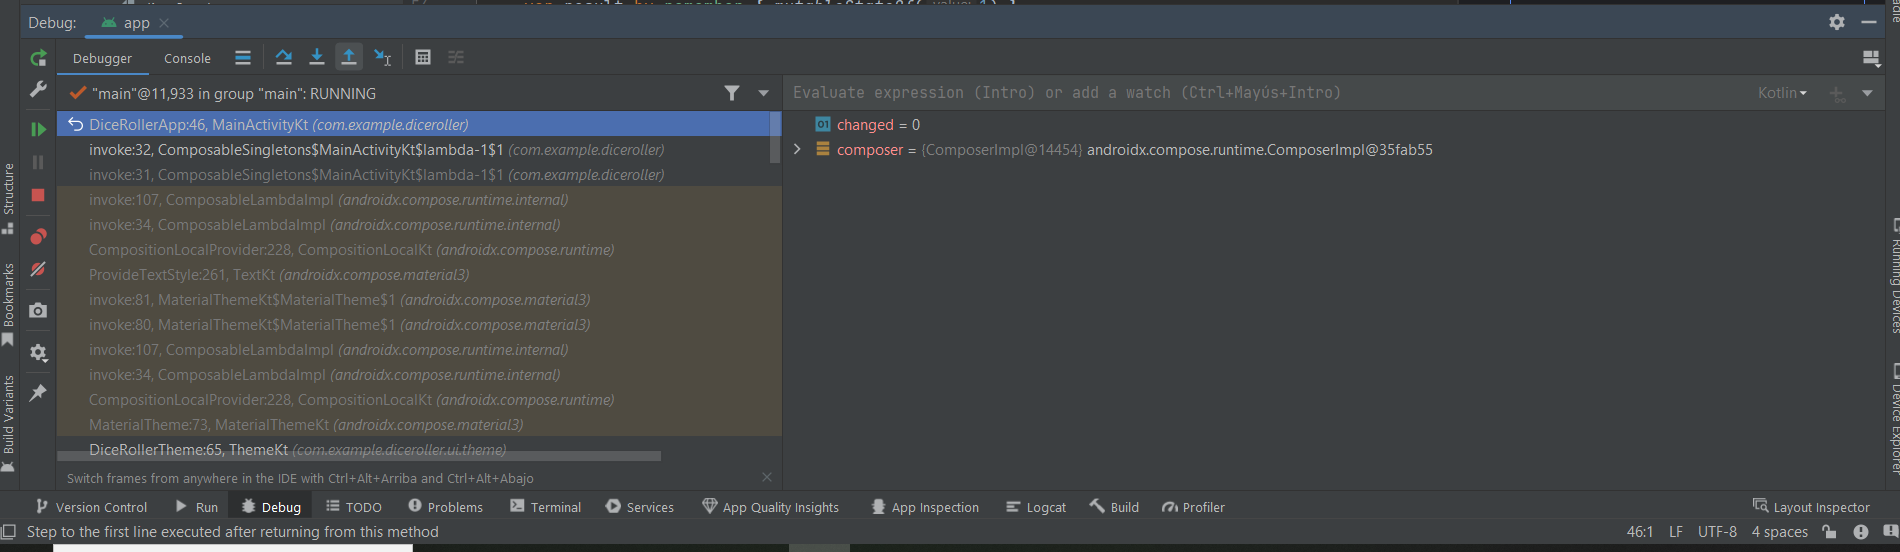 var result by remember { mutableStateOf( value: 1) }
Debug: app
Debugger Console
"main"@11,933 in group "main": RUNNING
Evaluate expression (Intro) or add a watch (Ctrl+Mayús+Intro) Kotlin
DiceRollerApp:46, MainActivityKt (com.example.diceroller)
changed = 0
invoke:32, ComposableSingletons$MainActivityKt$lambda-1$1 (com.example.diceroller)
composer = {ComposerImpl@14454} androidx.compose.runtime.ComposerImpl@35fab55
invoke:31, ComposableSingletons$MainActivityKt$lambda-1$1 (com.example.diceroller)
invoke:107, ComposableLambdaImpl (androidx.compose.runtime.internal)
invoke:34, ComposableLambdaImpl (androidx.compose.runtime.internal)
CompositionLocalProvider:228, CompositionLocalKt (androidx.compose.runtime)
ProvideTextStyle:261, TextKt (androidx.compose.material3)
invoke:81, MaterialThemeKt$MaterialTheme$1 (androidx.compose.material3)
invoke:80, MaterialThemeKt$MaterialTheme$1 (androidx.compose.material3)
invoke:107, ComposableLambdaImpl (androidx.compose.runtime.internal)
invoke:34, ComposableLambdaImpl (androidx.compose.runtime.internal)
CompositionLocalProvider:228, CompositionLocalKt (androidx.compose.runtime)
MaterialTheme:73, MaterialThemeKt (androidx.compose.material3)
DiceRollerTheme:65, ThemeKt (com.example.diceroller.ui.theme)
Switch frames from anywhere in the IDE with Ctrl+Alt+Arriba and Ctrl+Alt+Abajo
Structure
Bookmarks
Build Variants
Running Devices
Device Explorer
Version Control Run Debug TODO Problems Terminal Services App Quality Insights App Inspection Logcat Build Profiler Layout Inspector
Step to the first line executed after returning from this method 46:1 LF UTF-8 4 spaces